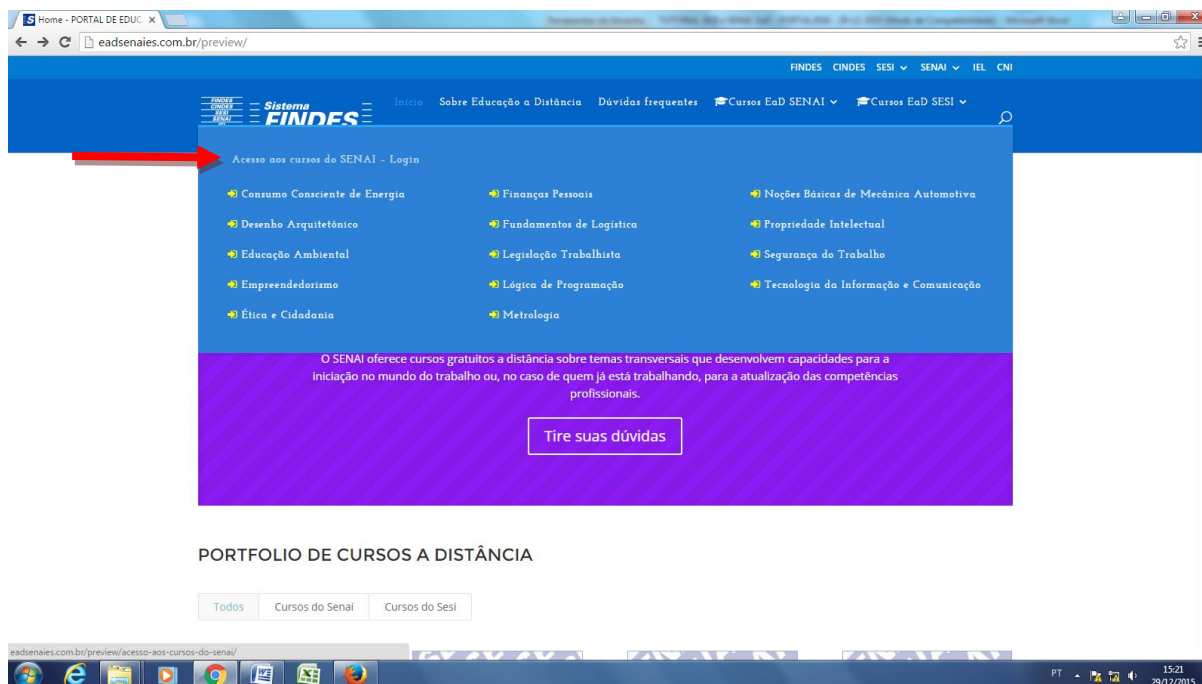 Home - PORTAL DE EDUC
eadsenaies.com.br/preview/
FINDES CINDES SESI SENAI IEL CNI
FINDES
CINDES
SESI
SENAI
Sistema
FINDES
Início Sobre Educação a Distância Dúvidas frequentes Cursos EaD SENAI Cursos EaD SESI
Acesso aos cursos do SENAI - Login
Consumo Consciente de Energia Finanças Pessoais Noções Básicas de Mecânica Automotiva
Desenho Arquitetônico Fundamentos de Logística Propriedade Intelectual
Educação Ambiental Legislação Trabalhista Segurança do Trabalho
Empreendedorismo Lógica de Programação Tecnologia da Informação e Comunicação
Ética e Cidadania Metrologia
O SENAI oferece cursos gratuitos a distância sobre temas transversais que desenvolvem capacidades para a
iniciação no mundo do trabalho ou, no caso de quem já está trabalhando, para a atualização das competências
profissionais.
Tire suas dúvidas
PORTFOLIO DE CURSOS A DISTÂNCIA
Todos Cursos do Senai Cursos do Sesi
eadsenaies.com.br/preview/acesso-aos-cursos-do-senai/
PT 15:21
29/12/2015